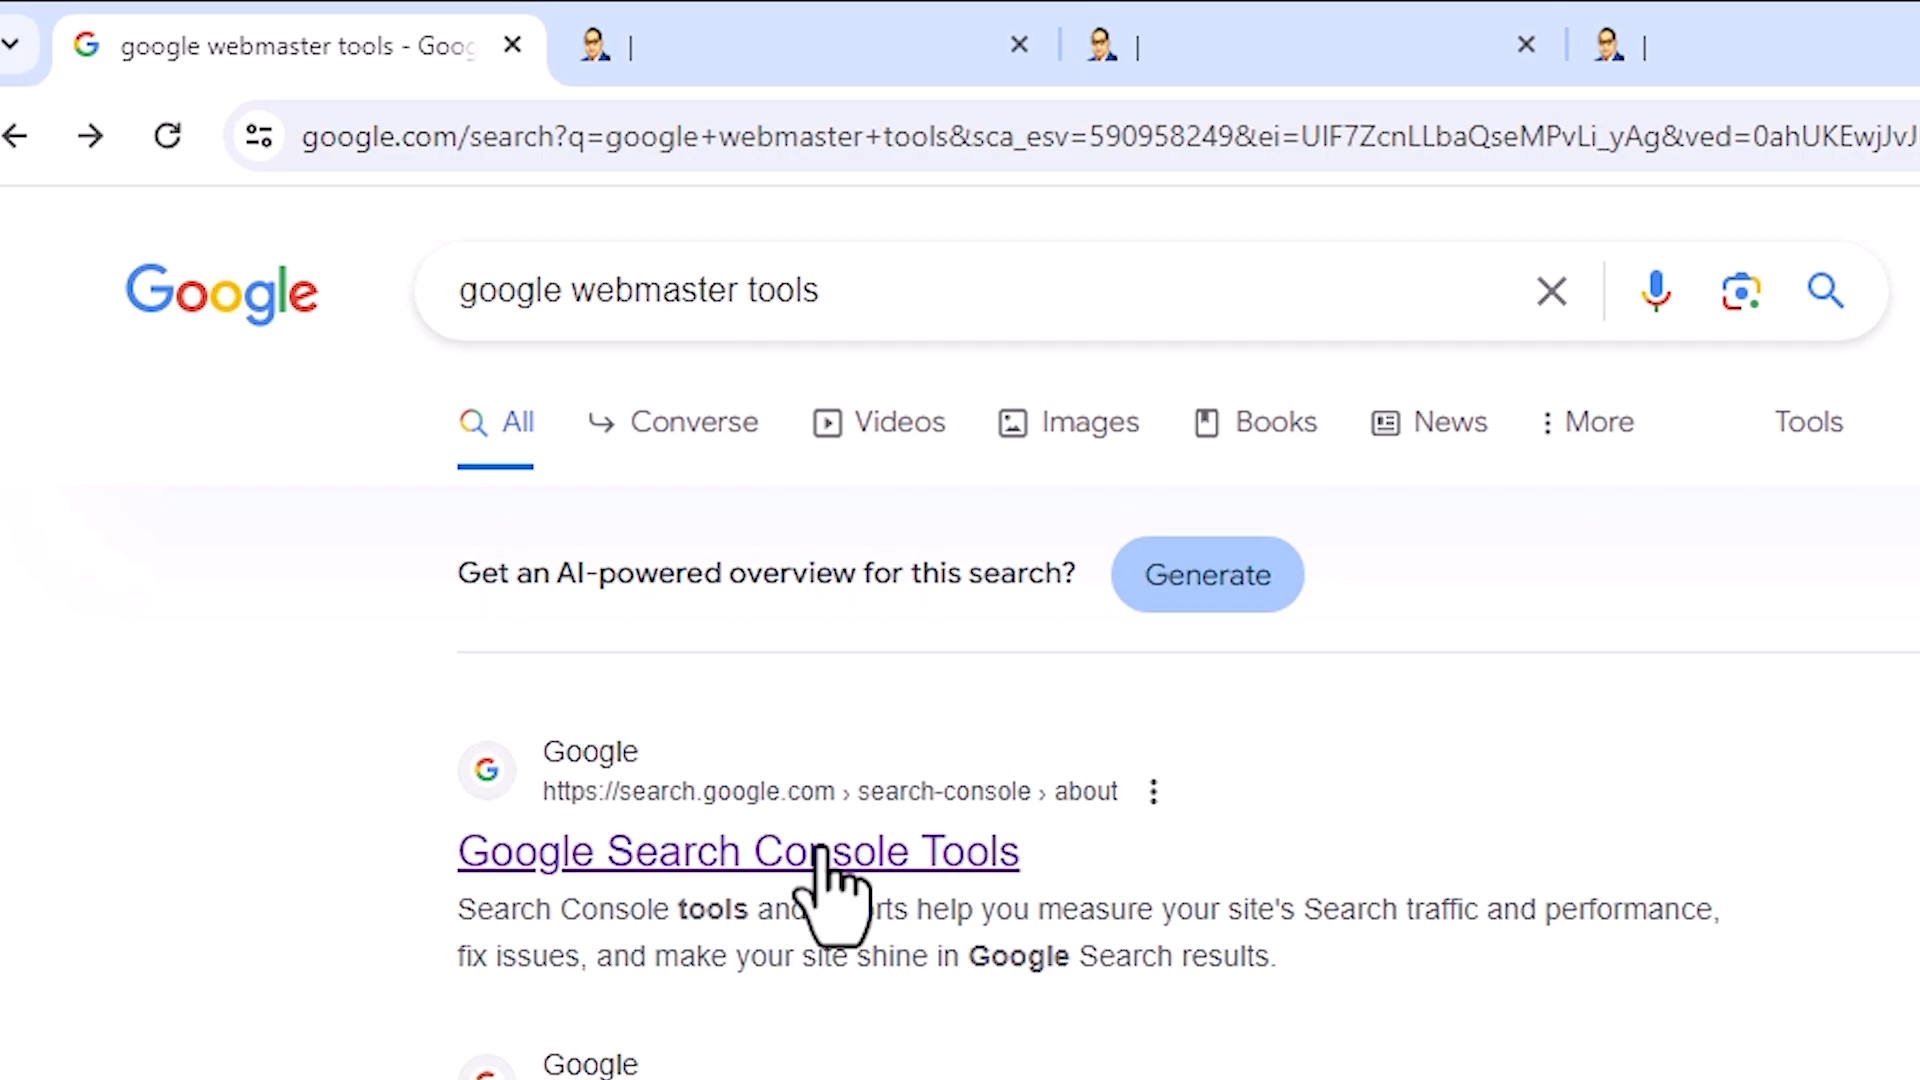 google webmaster tools - Goog
|
|
|
google.com/search?q=google+webmaster+tools&sca_esv=590958249&ei=UIF7ZcnLLbaQseMPvLi_yAg&ved=0ahUKEwjJvJ
Google
google webmaster tools
All Converse Videos Images Books News More Tools
Get an AI-powered overview for this search? Generate
Google
https://search.google.com › search-console › about
Google Search Console Tools
Search Console tools and rts help you measure your site's Search traffic and performance,
fix issues, and make your site shine in Google Search results.
Google